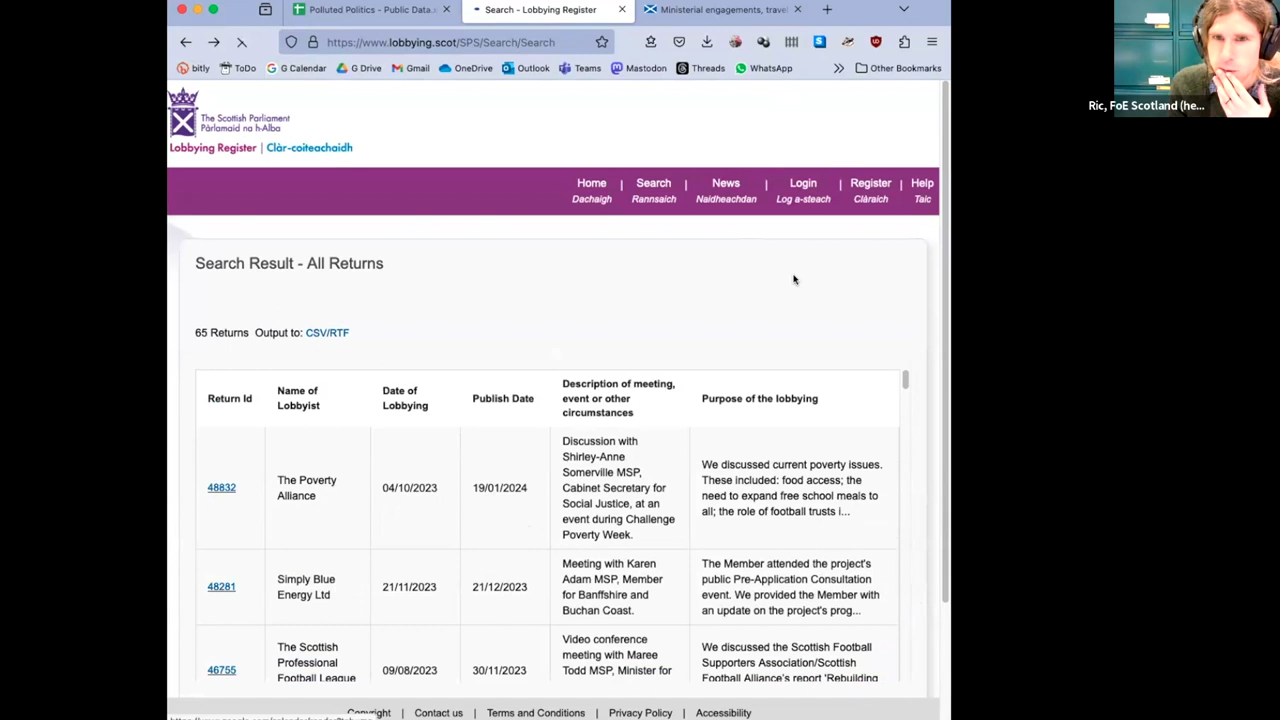 Polluted Politics - Public Data.
Search - Lobbying Register
Ministerial engagements, travel
https://www.lobbying.scot/SPS/Search/Search
bitly
ToDo
G Calendar
G Drive
Gmail
OneDrive
Outlook
Teams
Mastodon
Threads
WhatsApp
Other Bookmarks
Ric, FoE Scotland (he...
The Scottish Parliament
Pàrlamaid na h-Alba
Lobbying Register | Clàr-coiteachaidh
Home | Search | News | Login | Register | Help
Dachaigh Rannsaich Naidheachdan Log a-steach Clàraich Taic
Search Result - All Returns
65 Returns Output to: CSV/RTF
Return Id
Name of
Lobbyist
Date of
Lobbying
Publish Date
Description of meeting,
event or other
circumstances
Purpose of the lobbying
48832
The Poverty
Alliance
04/10/2023
19/01/2024
Discussion with
Shirley-Anne
Somerville MSP,
Cabinet Secretary for
Social Justice, at an
event during Challenge
Poverty Week.
We discussed current poverty issues.
These included: food access; the
need to expand free school meals to
all; the role of football trusts i...
48281
Simply Blue
Energy Ltd
21/11/2023
21/12/2023
Meeting with Karen
Adam MSP, Member
for Banffshire and
Buchan Coast.
The Member attended the project's
public Pre-Application Consultation
event. We provided the Member with
an update on the project's prog...
46755
The Scottish
Professional
Football League
09/08/2023
30/11/2023
Video conference
meeting with Maree
Todd MSP, Minister for
We discussed the Scottish Football
Supporters Association/Scottish
Football Alliance's report 'Rebuilding
Copyright | Contact us | Terms and Conditions | Privacy Policy | Accessibility